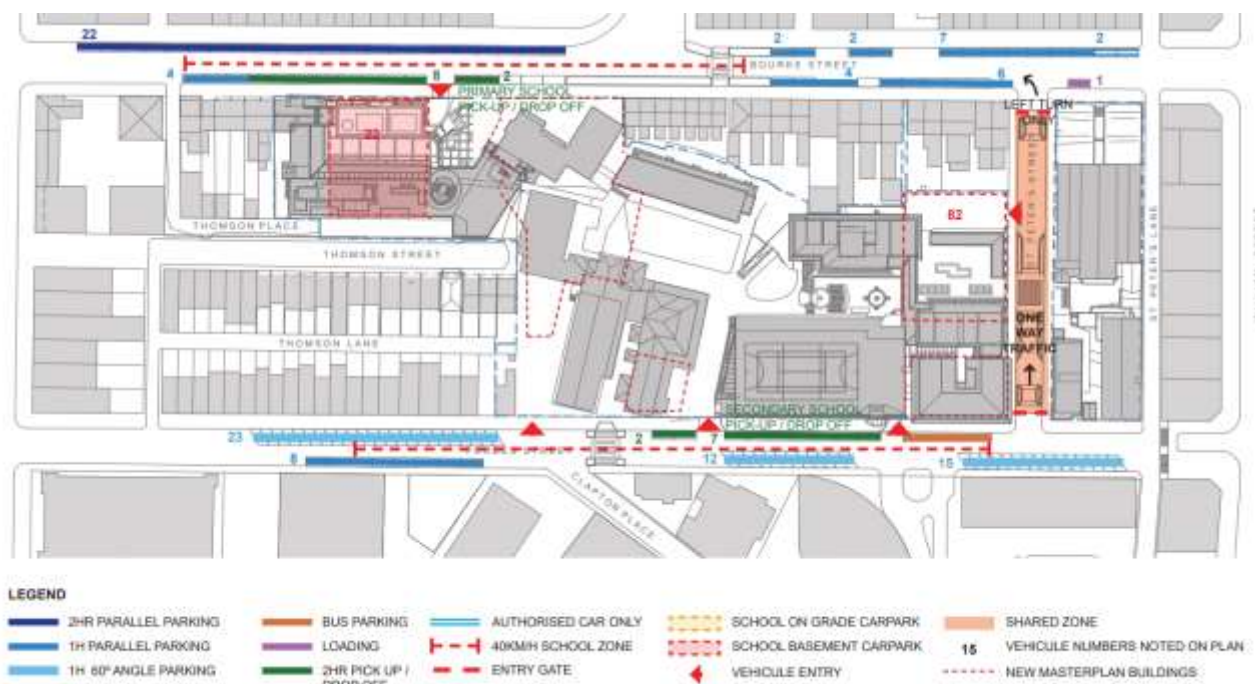 22
2
2
7
2
BOURKE STREET
4
8
2
4
6
1
PRIMARY SCHOOL
PICK-UP / DROP OFF
LEFT TURN
ONLY
ST PETER'S STREET
B2
THOMSON PLACE
THOMSON STREET
THOMSON LANE
ST PETER'S LANE
ONE
WAY
TRAFFIC
SECONDARY SCHOOL
PICK-UP / DROP OFF
23
2
7
8
12
15
CLAPTON PLACE
LEGEND
2HR PARALLEL PARKING
1H PARALLEL PARKING
1H 60° ANGLE PARKING
BUS PARKING
LOADING
2HR PICK UP /
DROP OFF
AUTHORISED CAR ONLY
40KM/H SCHOOL ZONE
ENTRY GATE
SCHOOL ON GRADE CARPARK
SCHOOL BASEMENT CARPARK
VEHICULE ENTRY
SHARED ZONE
15 VEHICLE NUMBERS NOTED ON PLAN
NEW MASTERPLAN BUILDINGS